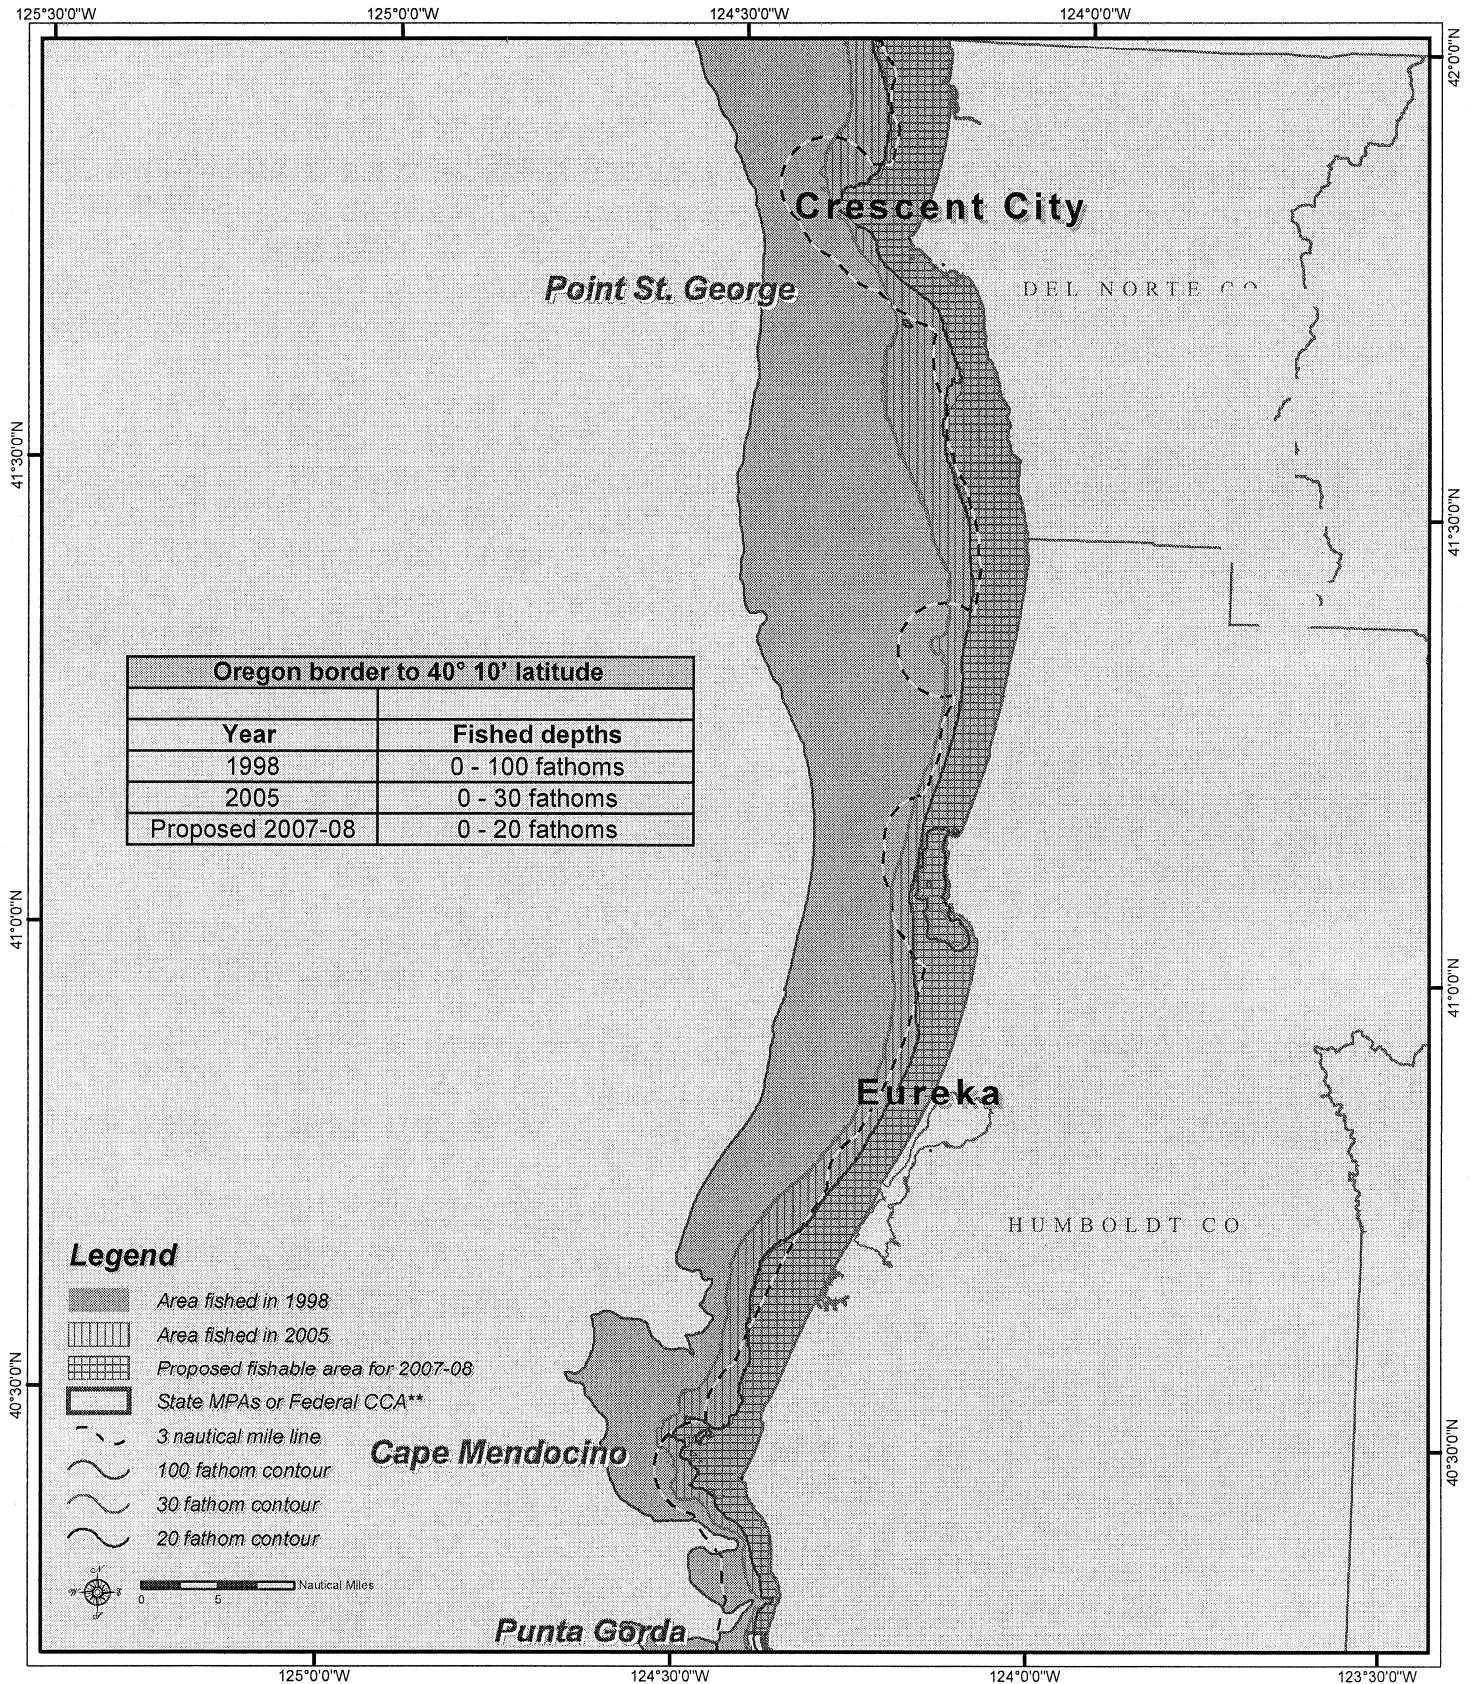 125°30'0"W 125°0'0"W 124°30'0"W 124°0'0"W
42°0'0"N
Crescent City
Point St. George
DEL NORTE CO
41°30'0"N
41°30'0"N
Oregon border to 40° 10’ latitude
Year Fished depths
1998 0 - 100 fathoms
2005 0 - 30 fathoms
Proposed 2007-08 0 - 20 fathoms
41°0'0"N
41°0'0"N
Eureka
HUMBOLDT CO
Legend
Area fished in 1998
Area fished in 2005
Proposed fishable area for 2007-08
State MPAs or Federal CCA**
3 nautical mile line
100 fathom contour
30 fathom contour
20 fathom contour
40°30'0"N
Cape Mendocino
40°30'0"N
Nautical Miles
0 5
Punta Gorda
125°0'0"W 124°30'0"W 124°0'0"W 123°30'0"W